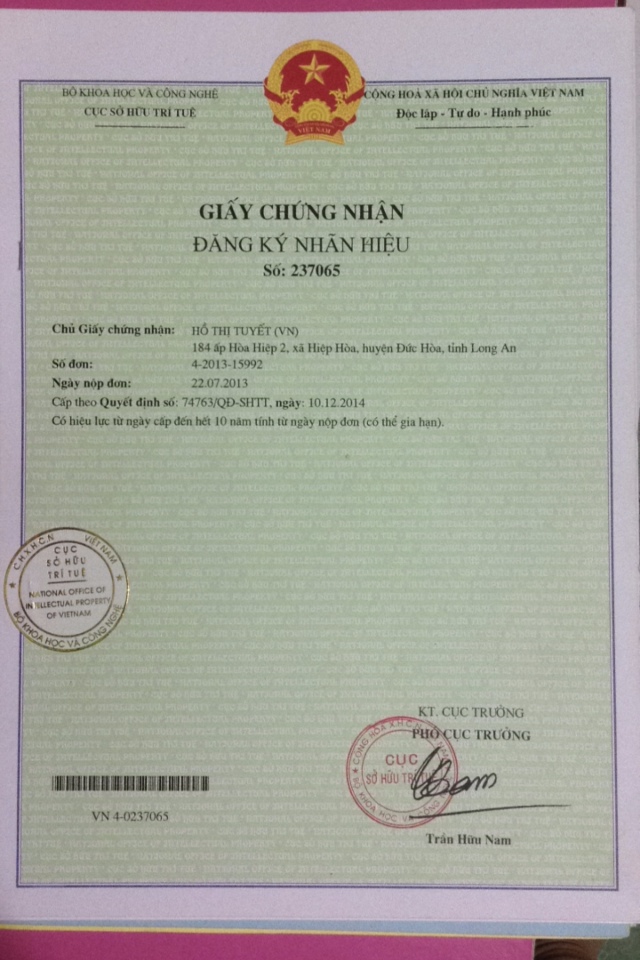 BỘ KHOA HỌC VÀ CÔNG NGHỆ
CỤC SỞ HỮU TRÍ TUỆ
CỘNG HOÀ XÃ HỘI CHỦ NGHĨA VIỆT NAM
Độc lập - Tự do - Hạnh phúc
VIỆT NAM
GIẤY CHỨNG NHẬN
ĐĂNG KÝ NHÃN HIỆU
Số: 237065
Chủ Giấy chứng nhận: HỒ THỊ TUYẾT (VN)
184 ấp Hòa Hiệp 2, xã Hiệp Hòa, huyện Đức Hòa, tỉnh Long An
Số đơn: 4-2013-15992
Ngày nộp đơn: 22.07.2013
Cấp theo Quyết định số: 74763/QĐ-SHTT, ngày: 10.12.2014
Có hiệu lực từ ngày cấp đến hết 10 năm tính từ ngày nộp đơn (có thể gia hạn).
C.H.X.H.C.N VIỆT NAM
CỤC
SỞ HỮU
TRÍ TUỆ
NATIONAL OFFICE OF
INTELLECTUAL PROPERTY
OF VIETNAM
BỘ KHOA HỌC VÀ CÔNG NGHỆ
KT. CỤC TRƯỞNG
PHÓ CỤC TRƯỞNG
CỤC
SỞ HỮU TRÍ TUỆ
Trần Hữu Nam
VN 4-0237065